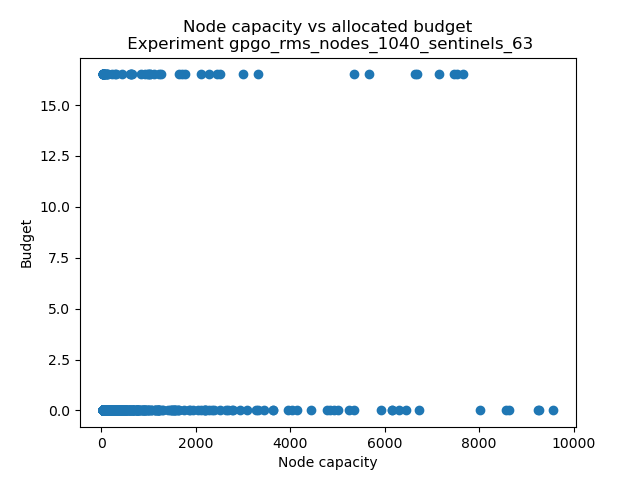 Node capacity vs allocated budget
Experiment gpgo_rms_nodes_1040_sentinels_63
15.0
12.5
10.0
7.5
5.0
2.5
0.0
Budget
0 2000 4000 6000 8000 10000
Node capacity